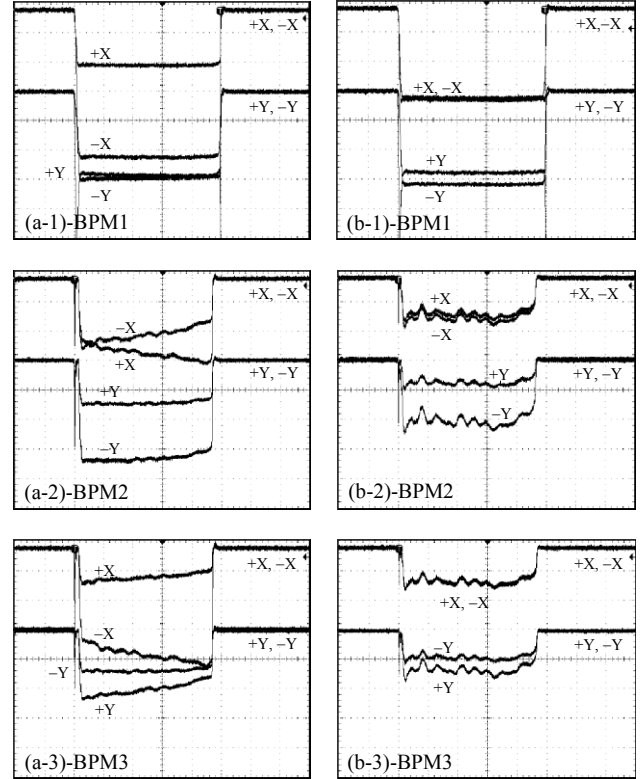 +X, –X
+X
+Y, –Y
–X
+Y
–Y
(a-1)-BPM1
+X, –X
+X, –X
+Y, –Y
+Y
–Y
(b-1)-BPM1
+X, –X
–X
+X
+Y, –Y
+Y
–Y
(a-2)-BPM2
+X, –X
+X
–X
+Y, –Y
+Y
–Y
(b-2)-BPM2
+X, –X
+X
–X
+Y, –Y
–Y
+Y
(a-3)-BPM3
+X, –X
+X, –X
+Y, –Y
–Y
+Y
(b-3)-BPM3